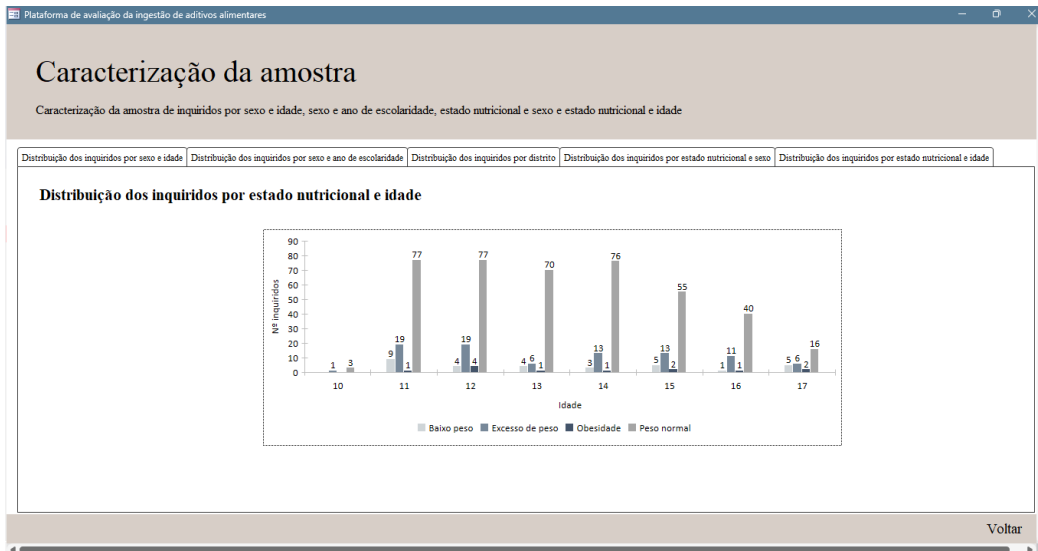 Plataforma de avaliação da ingestão de aditivos alimentares
Caracterização da amostra
Caracterização da amostra de inquiridos por sexo e idade, sexo e ano de escolaridade, estado nutricional e sexo e estado nutricional e idade
Distribuição dos inquiridos por sexo e idade Distribuição dos inquiridos por sexo e ano de escolaridade Distribuição dos inquiridos por distrito Distribuição dos inquiridos por estado nutricional e sexo Distribuição dos inquiridos por estado nutricional e idade
Distribuição dos inquiridos por estado nutricional e idade
Nº inquiridos
90
80
70
60
50
40
30
20
10
0
1 3
9 19 1 77
4 19 4 77
4 6 1 70
3 13 1 76
5 13 2 55
1 11 1 40
5 6 2 16
10 11 12 13 14 15 16 17
Idade
Baixo peso Excesso de peso Obesidade Peso normal
Voltar